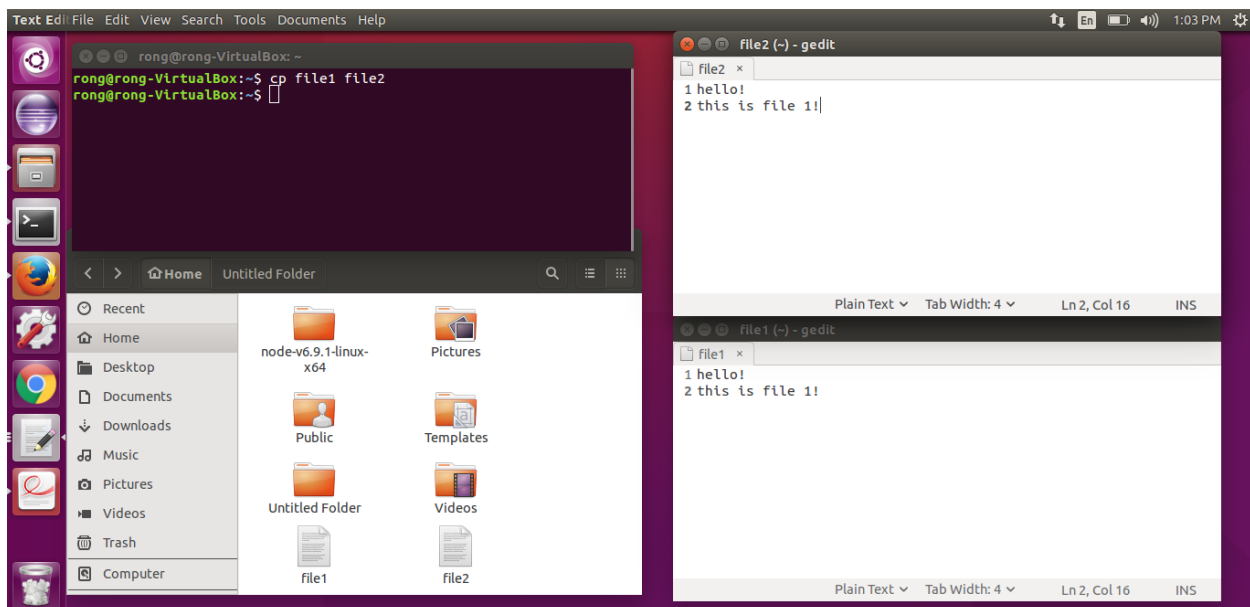 Text Edi File Edit View Search Tools Documents Help
En 1:03 PM
rong@rong-VirtualBox: ~
rong@rong-VirtualBox:~$ cp file1 file2
rong@rong-VirtualBox:~$
Home Untitled Folder
Recent
Home
Desktop
Documents
Downloads
Music
Pictures
Videos
Trash
Computer
node-v6.9.1-linux-
x64
Pictures
Public
Templates
Untitled Folder
Videos
file1
file2
file2 (~) - gedit
file2 ×
1 hello!
2 this is file 1!
Plain Text Tab Width: 4 Ln 2, Col 16 INS
file1 (~) - gedit
file1 ×
1 hello!
2 this is file 1!
Plain Text Tab Width: 4 Ln 2, Col 16 INS